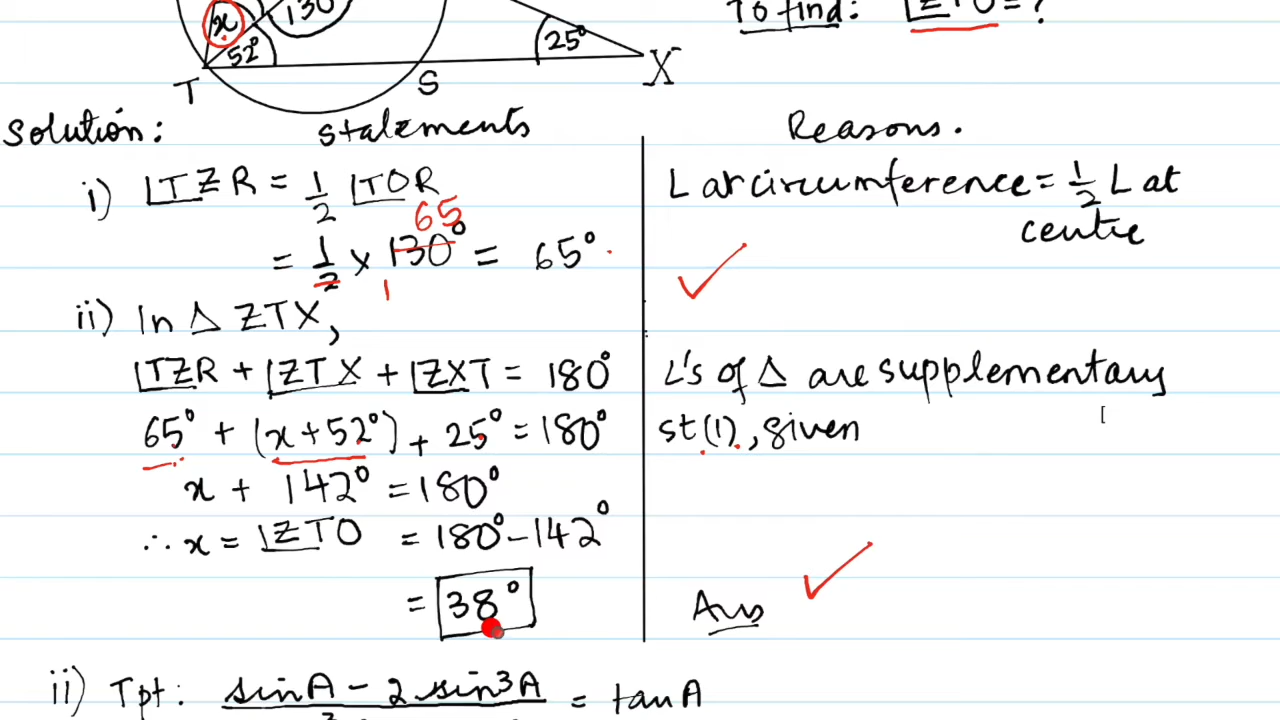 x 130° To find: ∠ZTO = ?
52° 25°
T S X
Solution: Statements Reasons.
i) ∠TZR = 1/2 ∠TOR ∠ at circumference = 1/2 ∠ at
65 centre
= 1/2 × 130° = 65°.
1
ii) In Δ ZTX,
∠TZR + ∠ZTX + ∠ZXT = 180° ∠'s of Δ are supplementary
65° + (x + 52°) + 25° = 180° st(1), given
x + 142° = 180°
∴ x = ∠ZTO = 180° - 142°
= 38° Ans
ii) Tpt: sinA - 2 sin³A = tanA